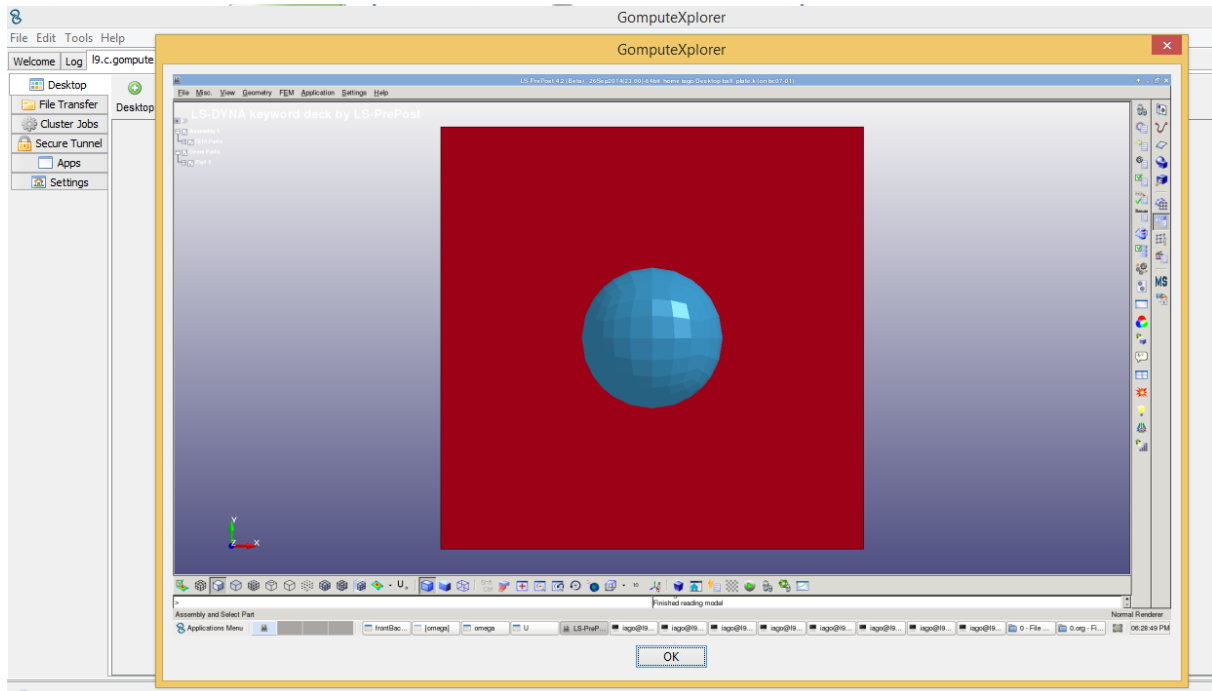 GomputeXplorer
File Edit Tools Help
Welcome Log l9.c.gompute
Desktop
File Transfer
Cluster Jobs
Secure Tunnel
Apps
Settings
Desktop
GomputeXplorer
File Misc. View Geometry FEM Application Settings Help
LS-DYNA keyword deck by LS-PrePost
Y
Z X
MS
> Finished reading model
Assembly and Select Part Normal Renderer
Applications Menu frontBac... [omega] omega U LS-PreP... iago@l9... iago@l9... iago@l9... iago@l9... iago@l9... iago@l9... iago@l9... iago@l9... 0 - File ... 0.org - Fi... 06:28:49 PM
OK